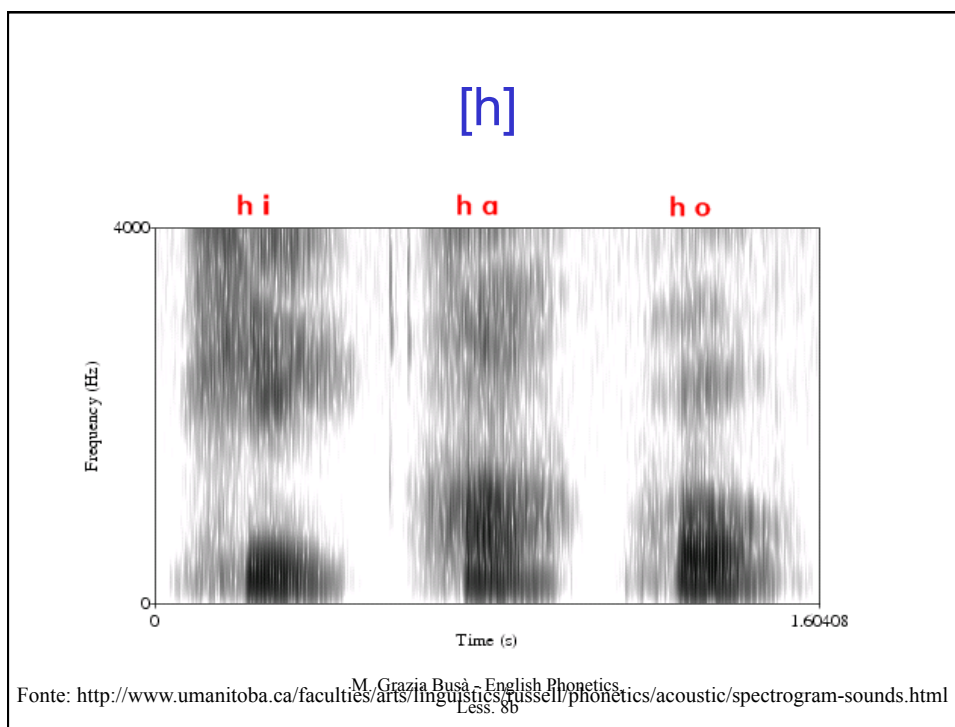 [h]
h i h a h o
4000
Frequency (Hz)
0
0 1.60408
Time (s)
M. Grazia Busà - English Phonetics,
Fonte: http://www.umanitoba.ca/faculties/arts/linguistics/russell/phonetics/acoustic/spectrogram-sounds.html
Less. 8b